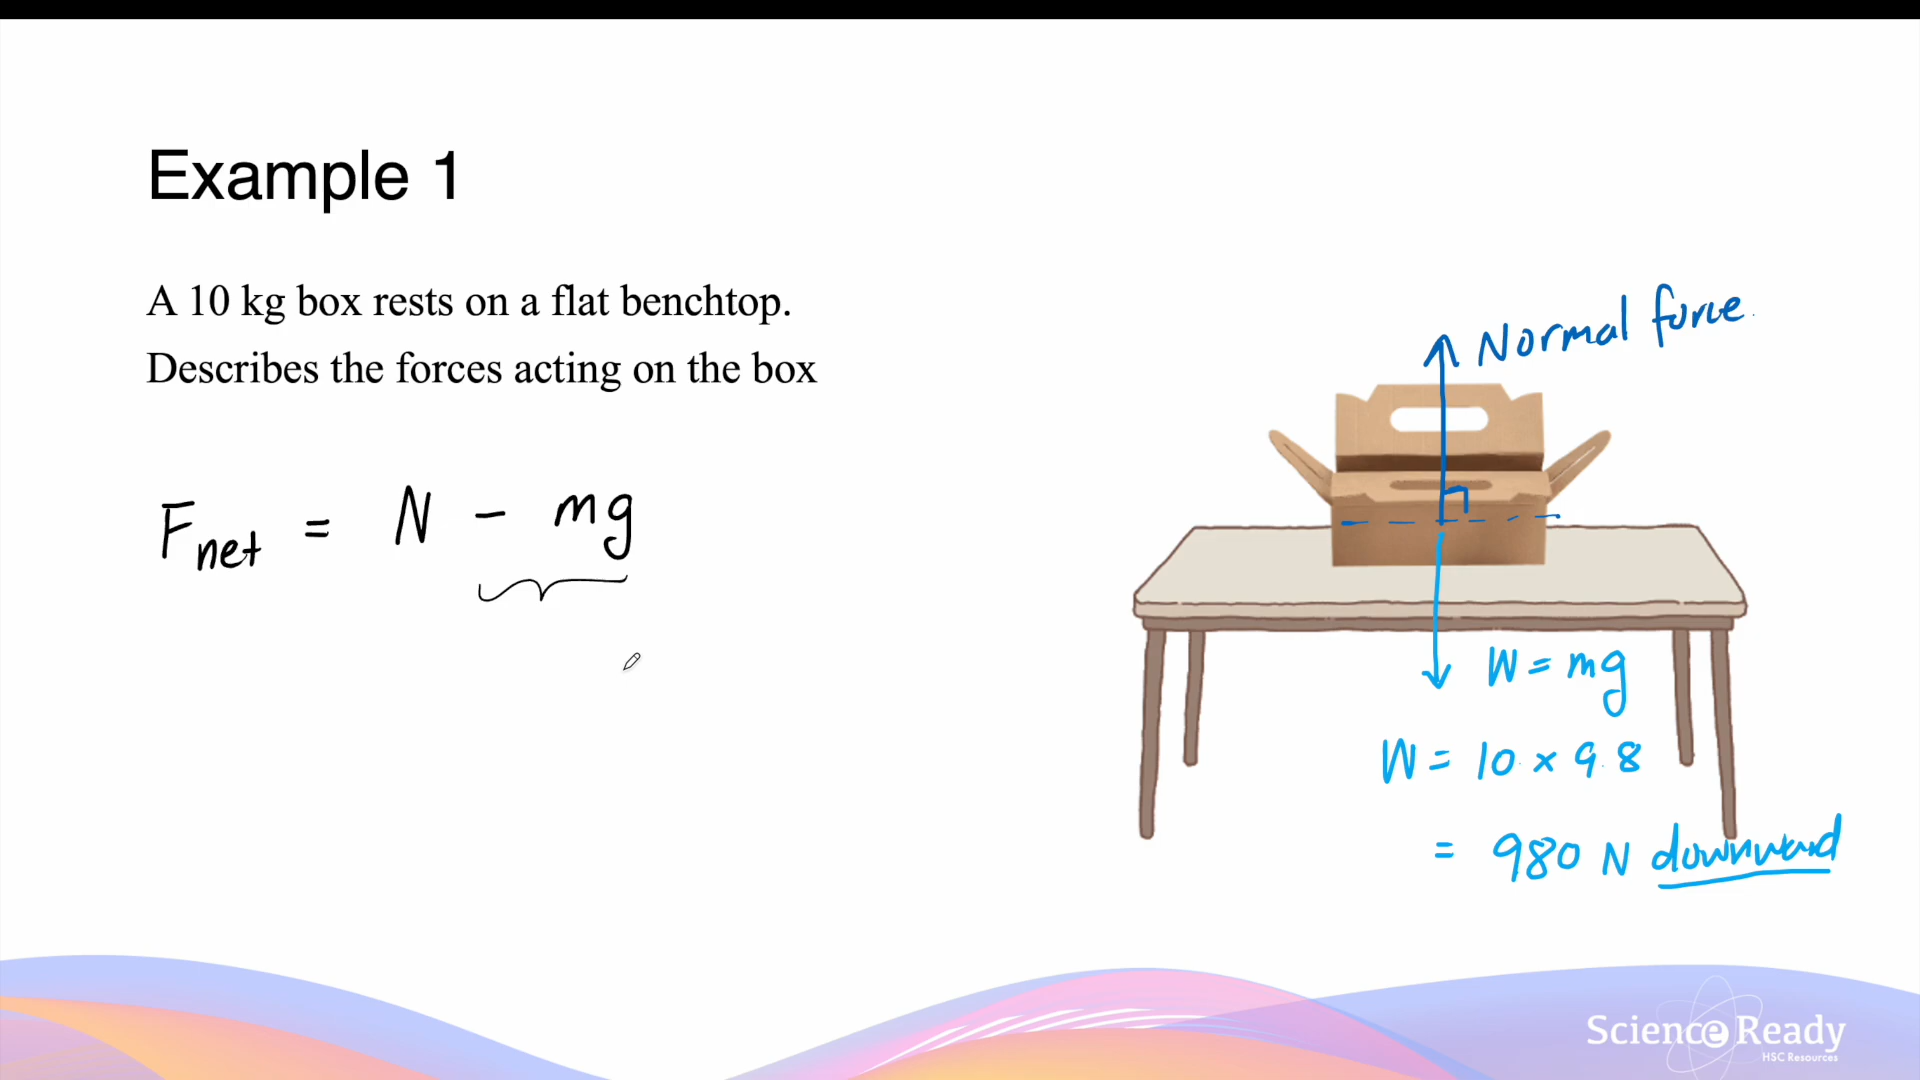 Example 1
A 10 kg box rests on a flat benchtop.
Describes the forces acting on the box
Fnet = N - mg
Normal force
W = mg
W = 10 × 9.8
= 980 N downward
Science Ready
HSC Resources